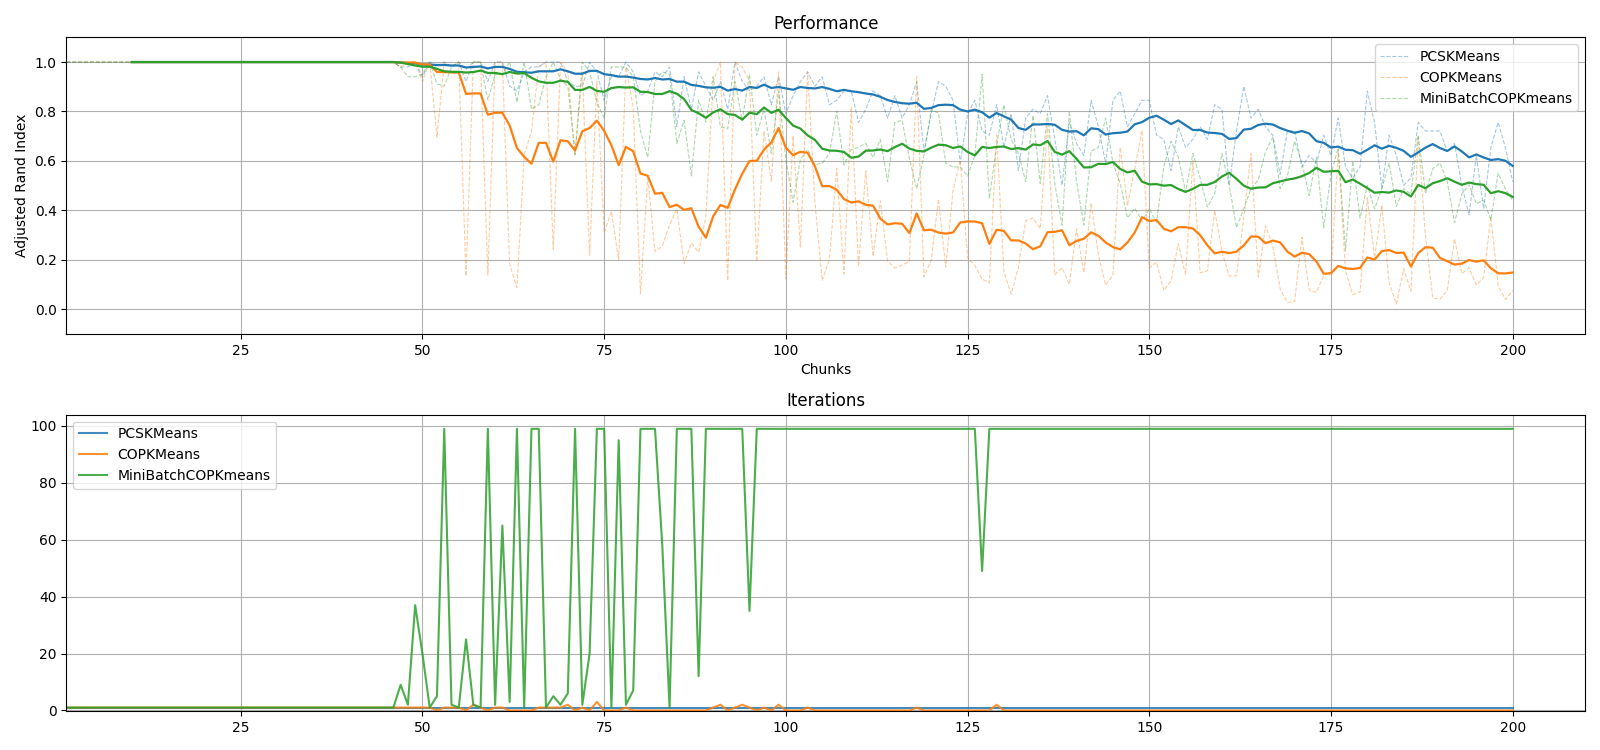 Performance
Adjusted Rand Index
1.0
0.8
0.6
0.4
0.2
0.0
PCSKMeans
COPKMeans
MiniBatchCOPKmeans
25 50 75 100 125 150 175 200
Chunks
Iterations
100
80
60
40
20
0
PCSKMeans
COPKMeans
MiniBatchCOPKmeans
25 50 75 100 125 150 175 200